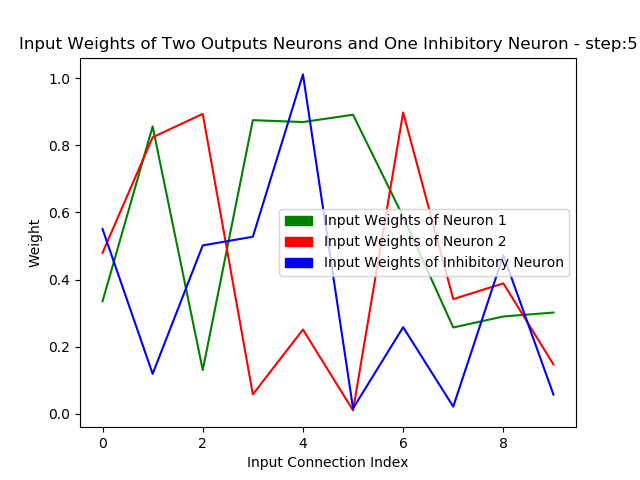 Input Weights of Two Outputs Neurons and One Inhibitory Neuron - step:5
1.0
0.8
0.6
0.4
0.2
0.0
Weight
Input Weights of Neuron 1
Input Weights of Neuron 2
Input Weights of Inhibitory Neuron
0 2 4 6 8
Input Connection Index